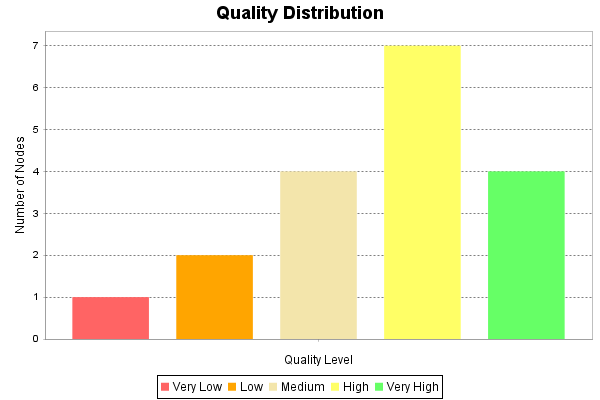 Quality Distribution
Number of Nodes
7
6
5
4
3
2
1
0
Quality Level
Very Low Low Medium High Very High